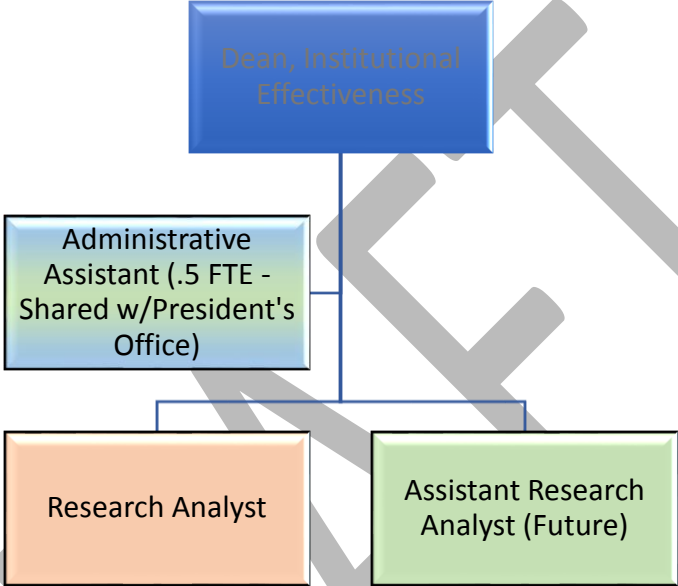 Dean, Institutional
Effectiveness
Administrative
Assistant (.5 FTE -
Shared w/President's
Office)
Research Analyst
Assistant Research
Analyst (Future)